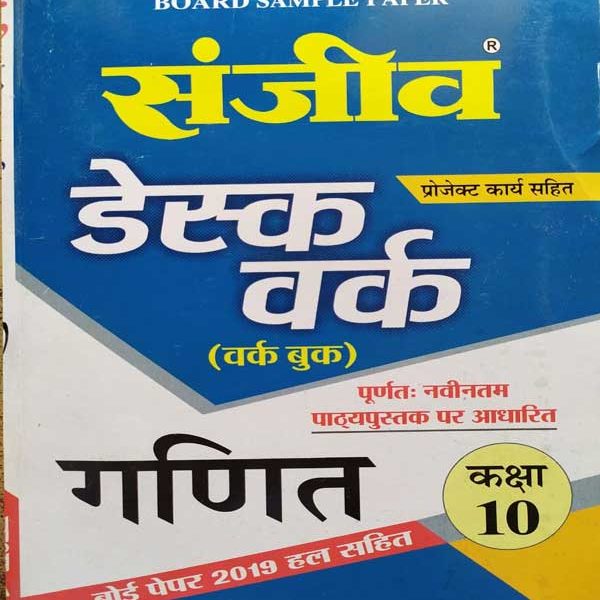 BOARD SAMPLE PAPER
संजीव ®
प्रोजेक्ट कार्य सहित
डेस्क
वर्क
(वर्क बुक)
पूर्णतः नवीनतम
पाठ्यपुस्तक पर आधारित
गणित
कक्षा
10
बोर्ड पेपर 2019 हल सहित